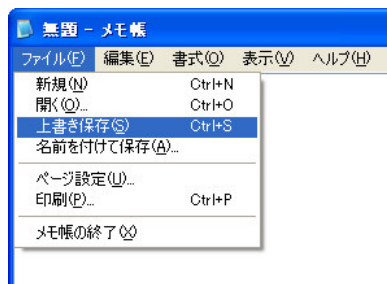 無題 - メモ帳
ファイル(F) 編集(E) 書式(O) 表示(V) ヘルプ(H)
新規(N) Ctrl+N
開く(O)... Ctrl+O
上書き保存(S) Ctrl+S
名前を付けて保存(A)...
ページ設定(U)...
印刷(P)... Ctrl+P
メモ帳の終了(X)